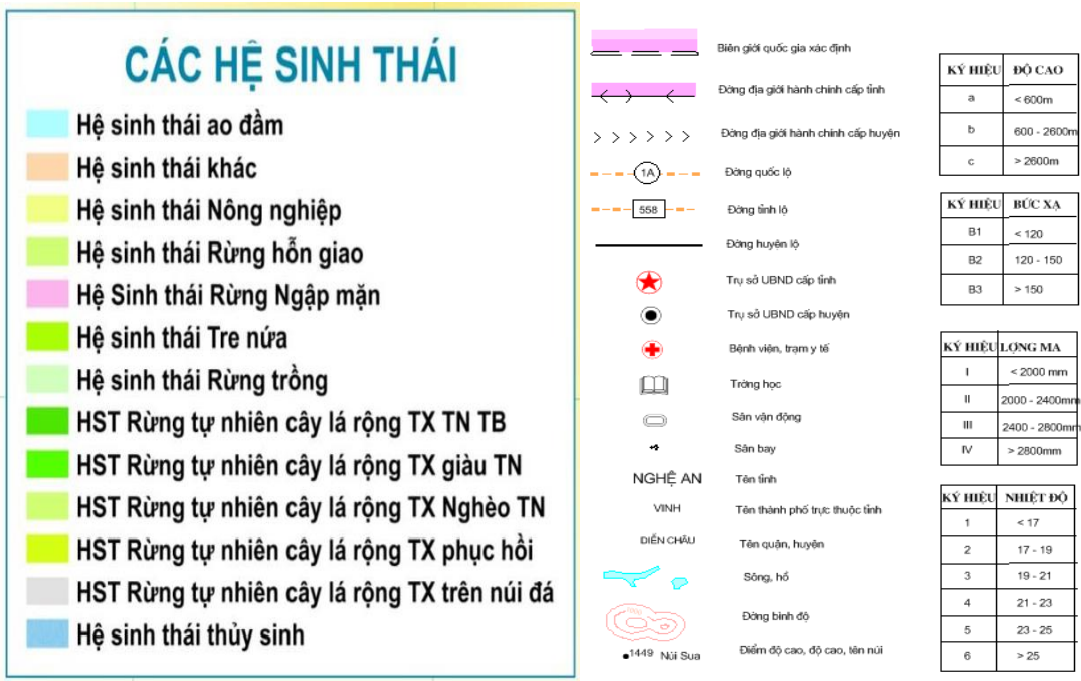 CÁC HỆ SINH THÁI
Hệ sinh thái ao đầm
Hệ sinh thái khác
Hệ sinh thái Nông nghiệp
Hệ sinh thái Rừng hỗn giao
Hệ Sinh thái Rừng Ngập mặn
Hệ sinh thái Tre nứa
Hệ sinh thái Rừng trồng
HST Rừng tự nhiên cây lá rộng TX TN TB
HST Rừng tự nhiên cây lá rộng TX giàu TN
HST Rừng tự nhiên cây lá rộng TX Nghèo TN
HST Rừng tự nhiên cây lá rộng TX phục hồi
HST Rừng tự nhiên cây lá rộng TX trên núi đá
Hệ sinh thái thủy sinh
Biên giới quốc gia xác định
Đờng địa giới hành chính cấp tỉnh
Đờng địa giới hành chính cấp huyện
1A Đờng quốc lộ
558 Đờng tỉnh lộ
Đờng huyện lộ
Trụ sở UBND cấp tỉnh
Trụ sở UBND cấp huyện
Bệnh viện, trạm y tế
Trờng học
Sân vận động
Sân bay
NGHỆ AN Tên tỉnh
VINH Tên thành phố trực thuộc tỉnh
DIỄN CHÂU Tên quận, huyện
Sông, hồ
Đờng bình độ
1449 Núi Sua Điểm độ cao, độ cao, tên núi
KÝ HIỆU ĐỘ CAO
a < 600m
b 600 - 2600m
c > 2600m
KÝ HIỆU BỨC XẠ
B1 < 120
B2 120 - 150
B3 > 150
KÝ HIỆU LỢNG MA
I < 2000 mm
II 2000 - 2400mm
III 2400 - 2800mm
IV > 2800mm
KÝ HIỆU NHIỆT ĐỘ
1 < 17
2 17 - 19
3 19 - 21
4 21 - 23
5 23 - 25
6 > 25